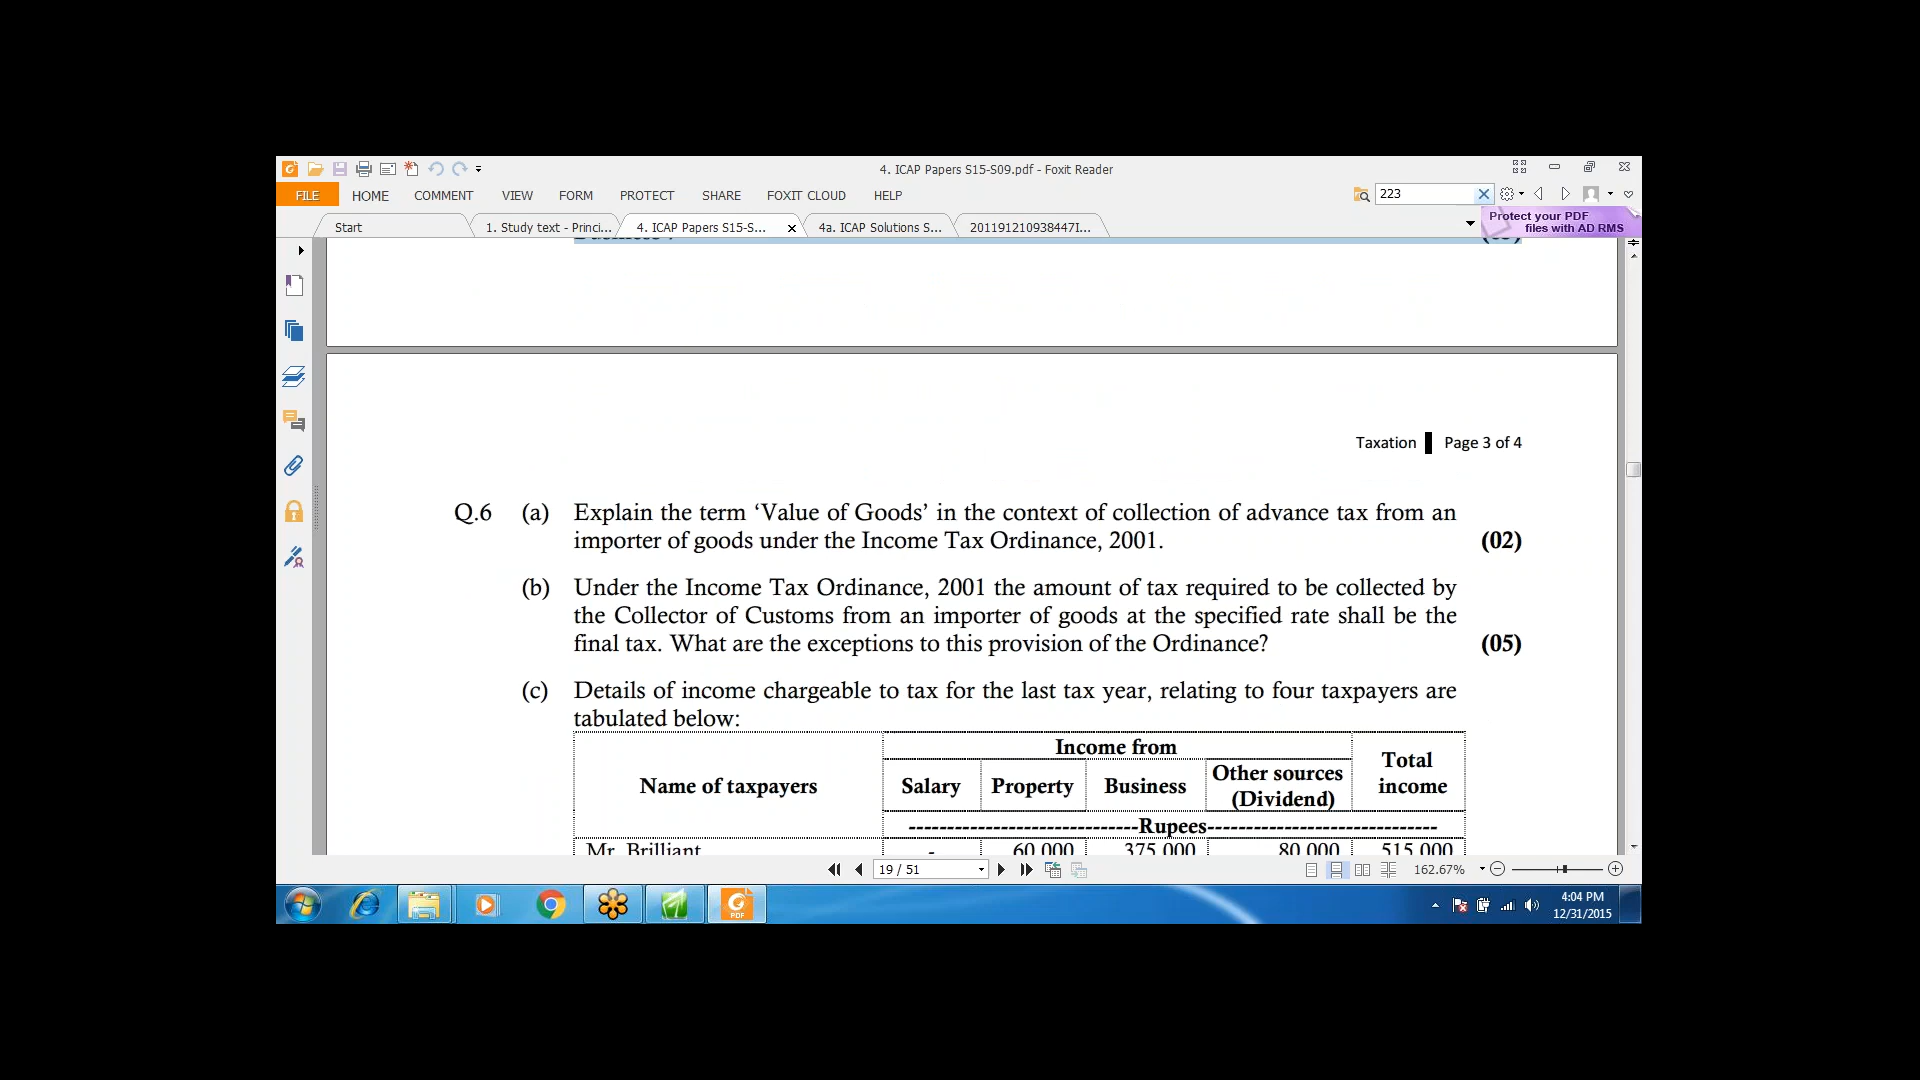 4. ICAP Papers S15-S09.pdf - Foxit Reader
FILE HOME COMMENT VIEW FORM PROTECT SHARE FOXIT CLOUD HELP
223
Start
1. Study text - Princi...
4. ICAP Papers S15-S...
4a. ICAP Solutions S...
201191210938447I...
Protect your PDF
files with AD RMS
Taxation Page 3 of 4
Q.6 (a) Explain the term ‘Value of Goods’ in the context of collection of advance tax from an
importer of goods under the Income Tax Ordinance, 2001. (02)
(b) Under the Income Tax Ordinance, 2001 the amount of tax required to be collected by
the Collector of Customs from an importer of goods at the specified rate shall be the
final tax. What are the exceptions to this provision of the Ordinance? (05)
(c) Details of income chargeable to tax for the last tax year, relating to four taxpayers are
tabulated below:
Name of taxpayers
Income from
Salary Property Business
Other sources
(Dividend)
Total
income
------------------------------Rupees------------------------------
Mr. Brilliant - 60,000 375,000 80,000 515,000
19 / 51
162.67%
PDF
4:04 PM
12/31/2015